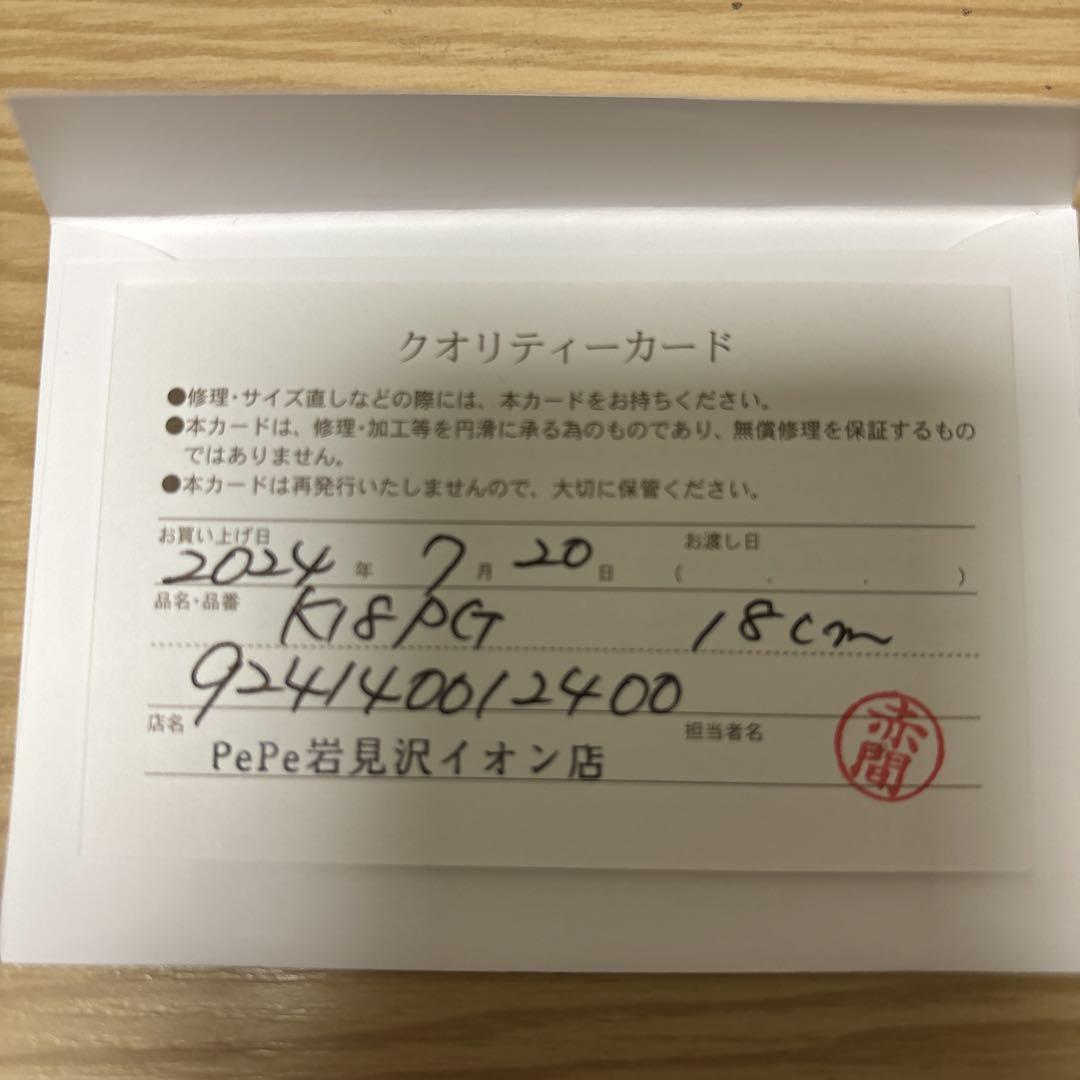 クオリティーカード
●修理・サイズ直しなどの際には、本カードをお持ちください。
●本カードは、修理・加工等を円滑に承る為のものであり、無償修理を保証するもの
ではありません。
●本カードは再発行いたしませんので、大切に保管ください。
お買い上げ日 お渡し日
2024 年 7 月 20 日 ( . . )
品名・品番
K18PG 18cm
924140012400
店名 担当者名
PePe岩見沢イオン店 赤間